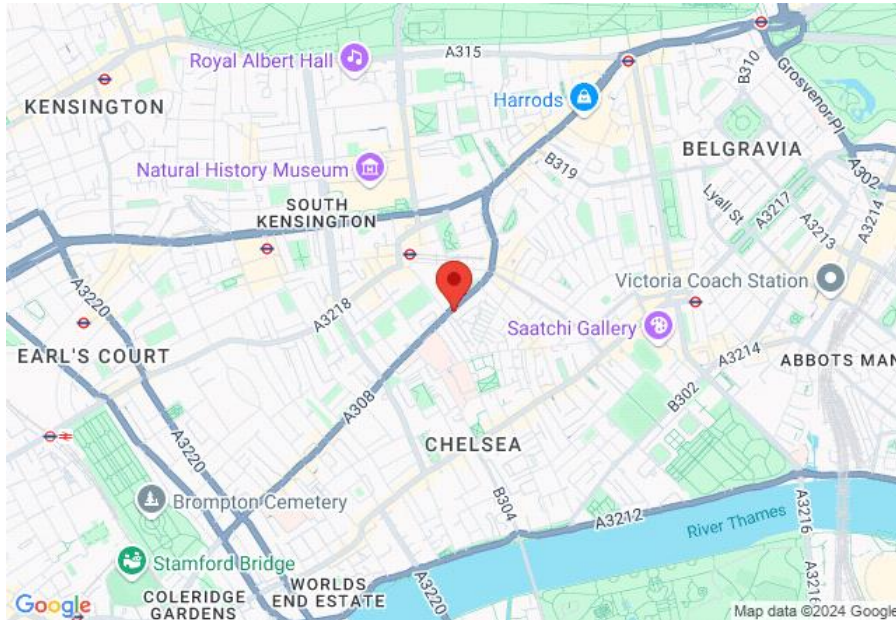 A315
Royal Albert Hall
B310
Grosvenor Pl
KENSINGTON
Harrods
BELGRAVIA
Natural History Museum
B319
A302
SOUTH
KENSINGTON
Lyall St
A3217
A3214
A3213
A3220
A3218
Victoria Coach Station
Saatchi Gallery
EARL'S COURT
A3214
ABBOTS MAN
A308
B302
A3220
CHELSEA
Brompton Cemetery
B304
A3212
River Thames
A3216
Stamford Bridge
COLERIDGE
GARDENS
WORLDS
END ESTATE
A3220
A3216
Google
Map data ©2024 Google